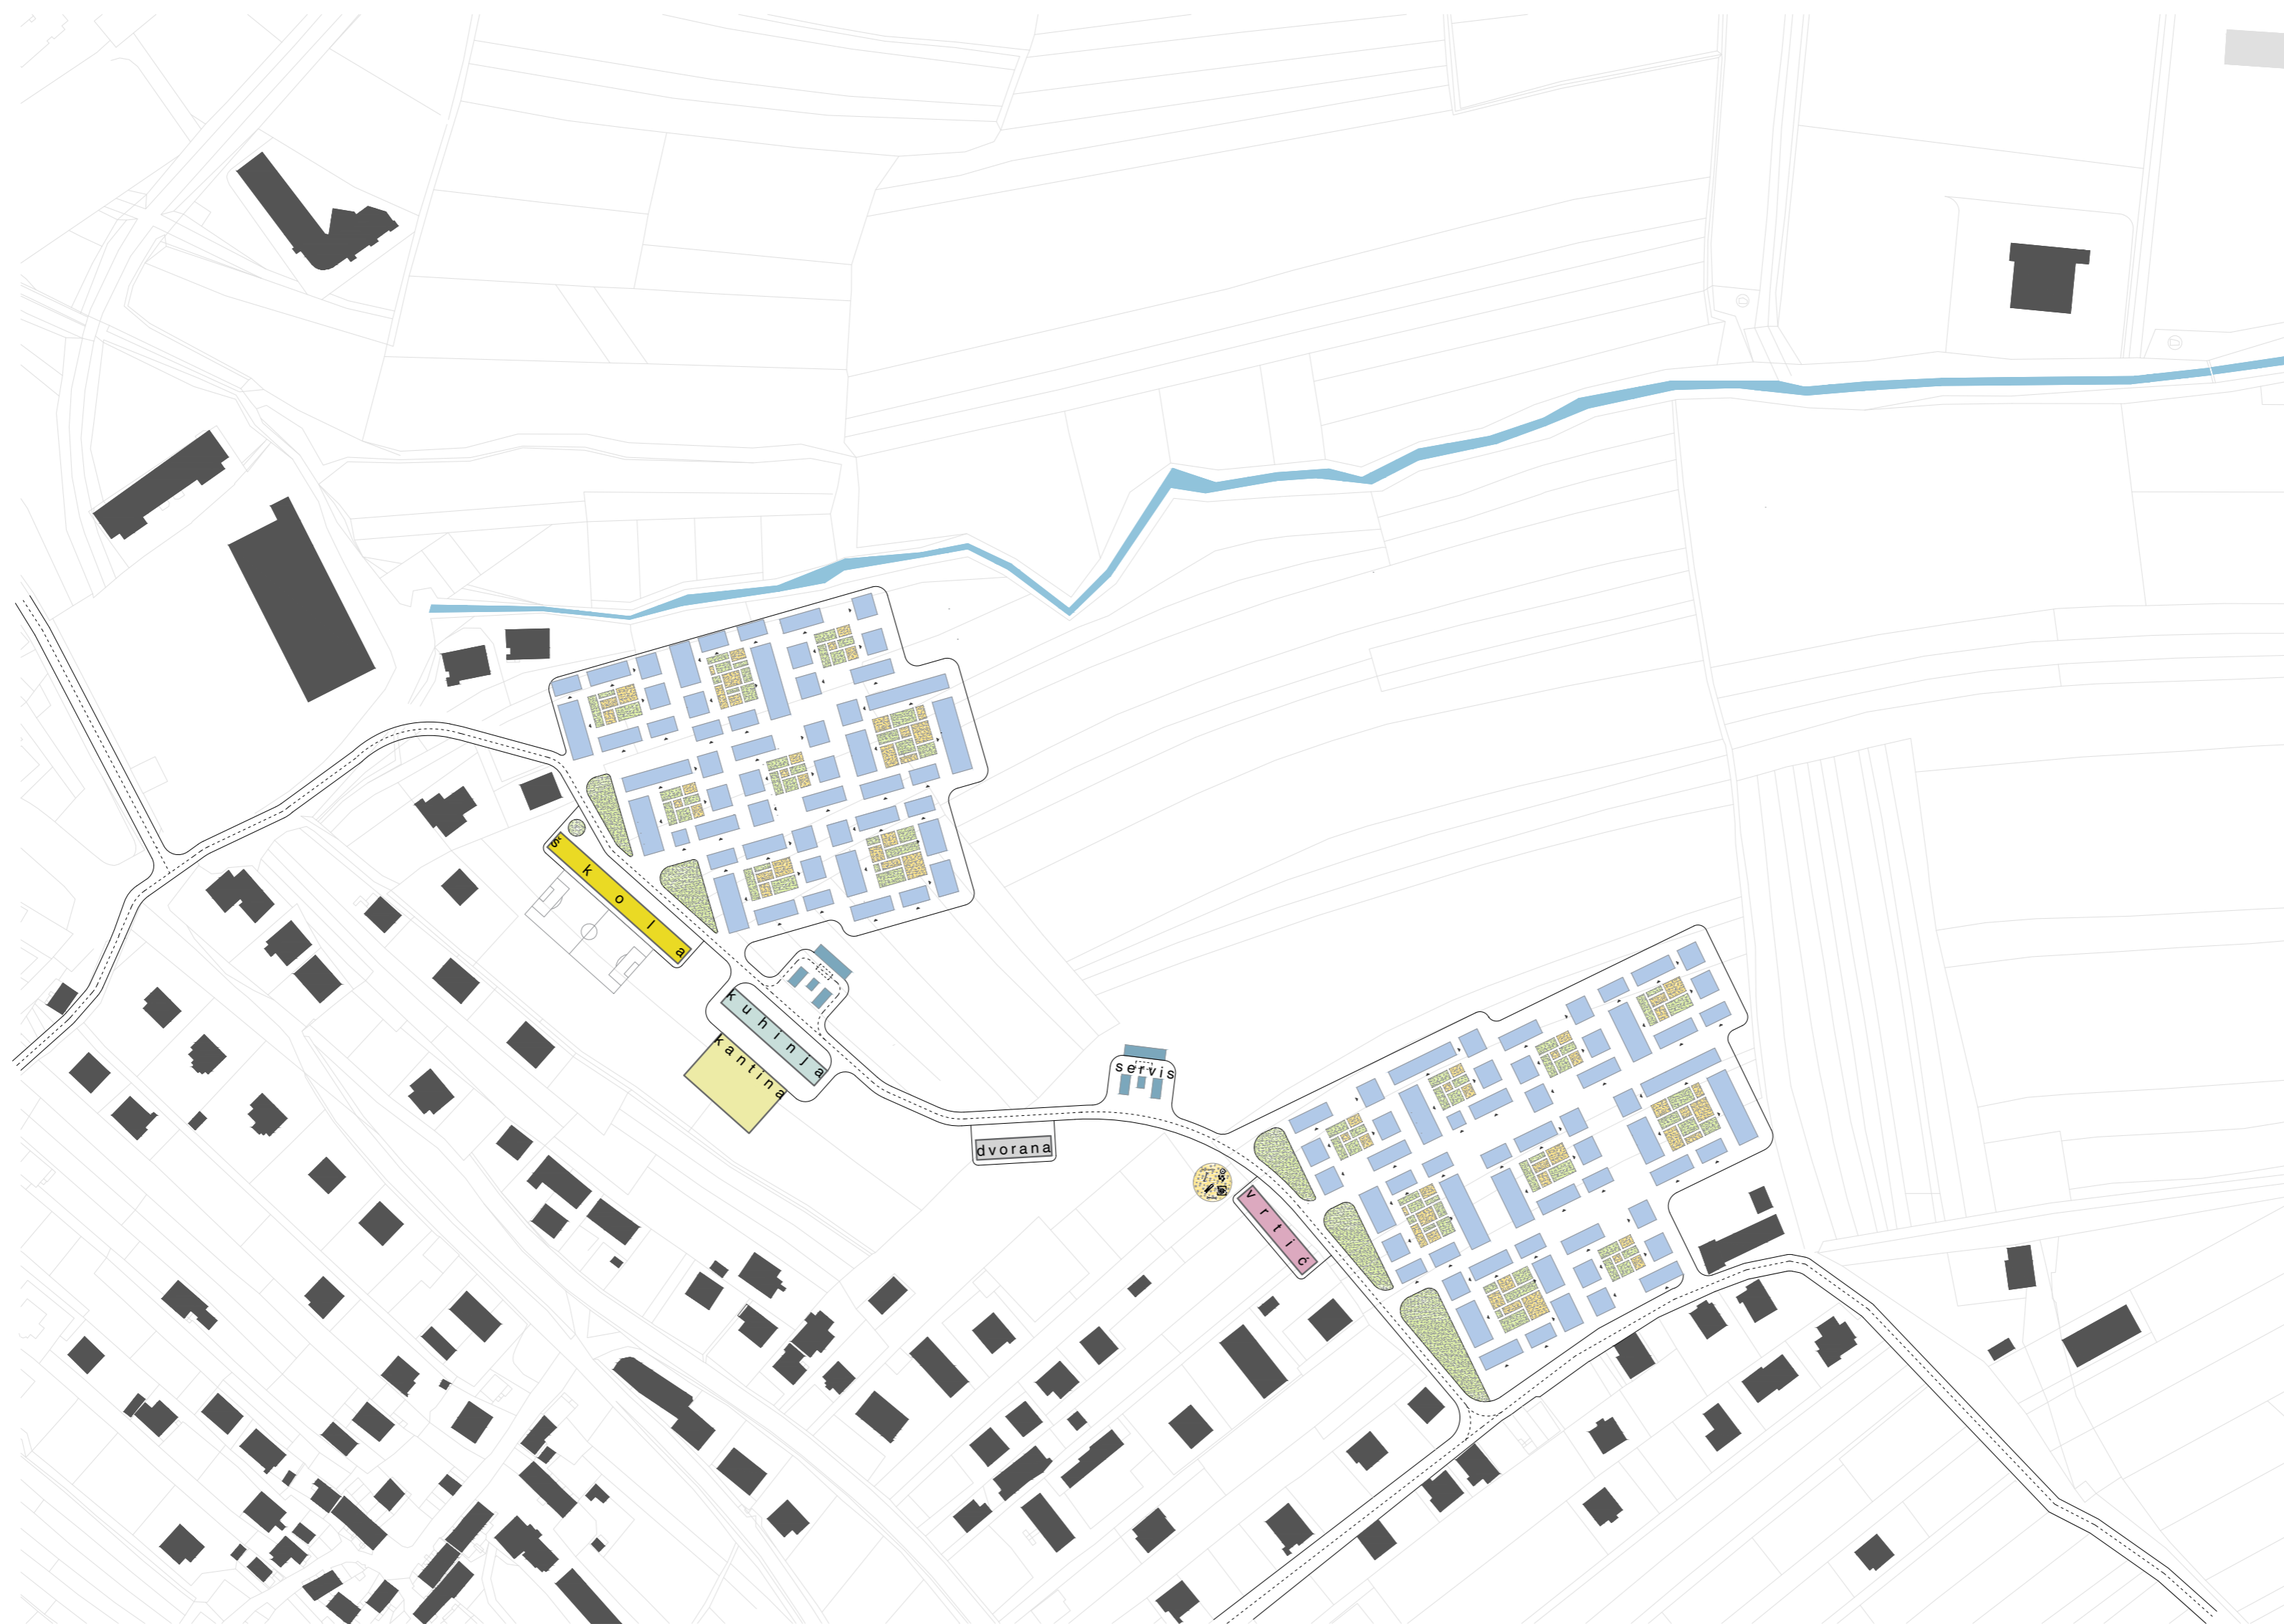 škola
kuhinja
kantina
servis
dvorana
vrtić